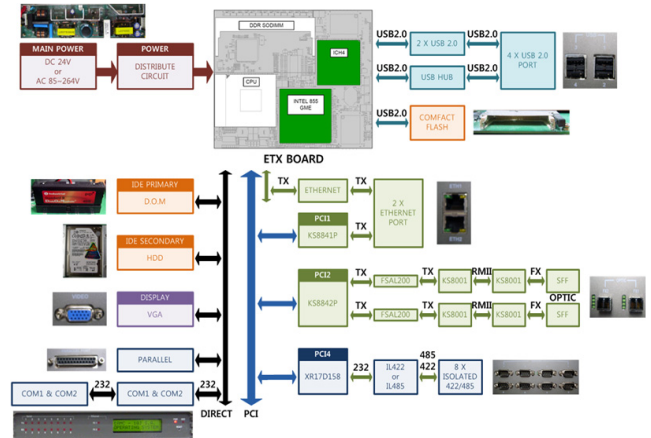 DDR SODIMM
ICH4
CPU
INTEL 855
GME
ETX BOARD
MAIN POWER
DC 24V
or
AC 85~264V
POWER
DISTRIBUTE
CIRCUIT
USB2.0
2 X USB 2.0
USB2.0
4 X USB 2.0
PORT
USB2.0
USB HUB
USB2.0
USB2.0
COMFACT
FLASH
IDE PRIMARY
D.O.M
IDE SECONDARY
HDD
DISPLAY
VGA
VIDEO
PARALLEL
COM1 & COM2
232
COM1 & COM2
232
DIRECT
PCI
TX
ETHERNET
TX
2 X
ETHERNET
PORT
PCI1
KS8841P
TX
PCI2
KS8842P
TX
FSAL200
TX
KS8001
RMII
KS8001
FX
SFF
OPTIC
TX
FSAL200
TX
KS8001
RMII
KS8001
FX
SFF
PCI4
XR17D158
232
IL422
or
IL485
485
422
8 X
ISOLATED
422/485